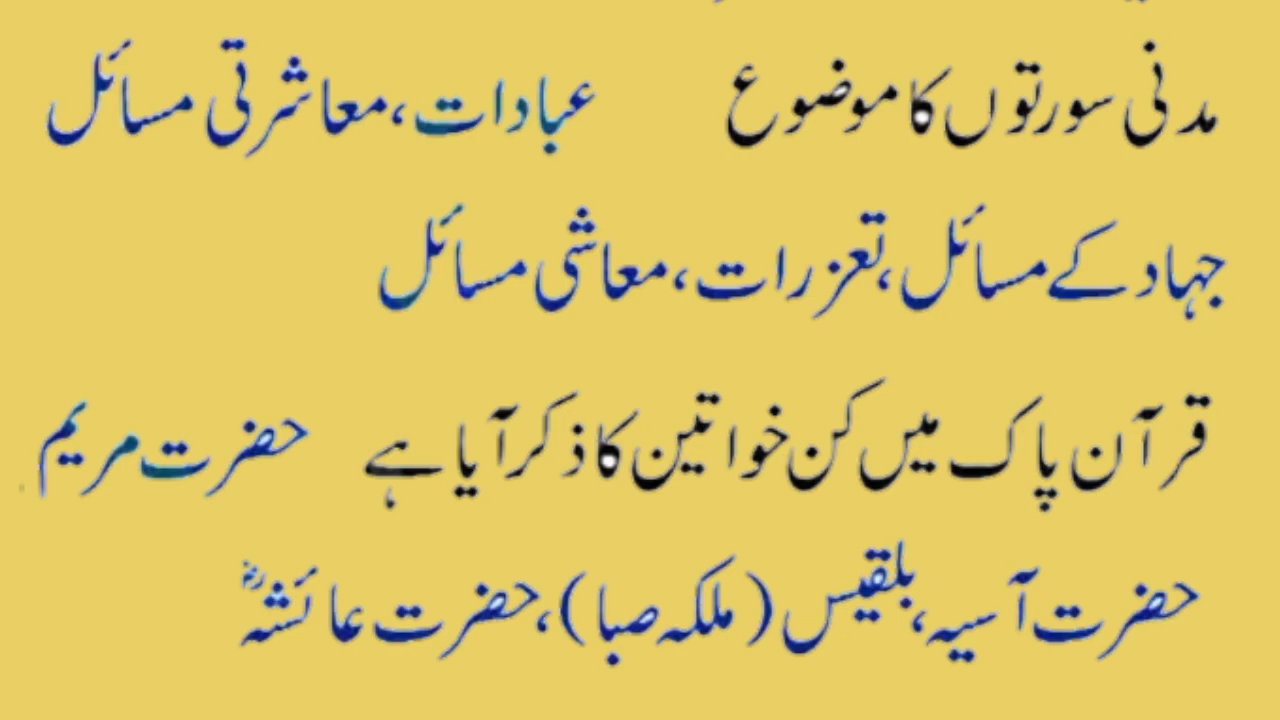 مدنی سورتوں کا موضوع عبادات، معاشرتی مسائل
جہاد کے مسائل، تعزرات، معاشی مسائل
قرآن پاک میں کن خواتین کا ذکر آیا ہے حضرت مریم
حضرت آسیہ، بلقیس (ملکہ صبا)، حضرت عائشہؓ